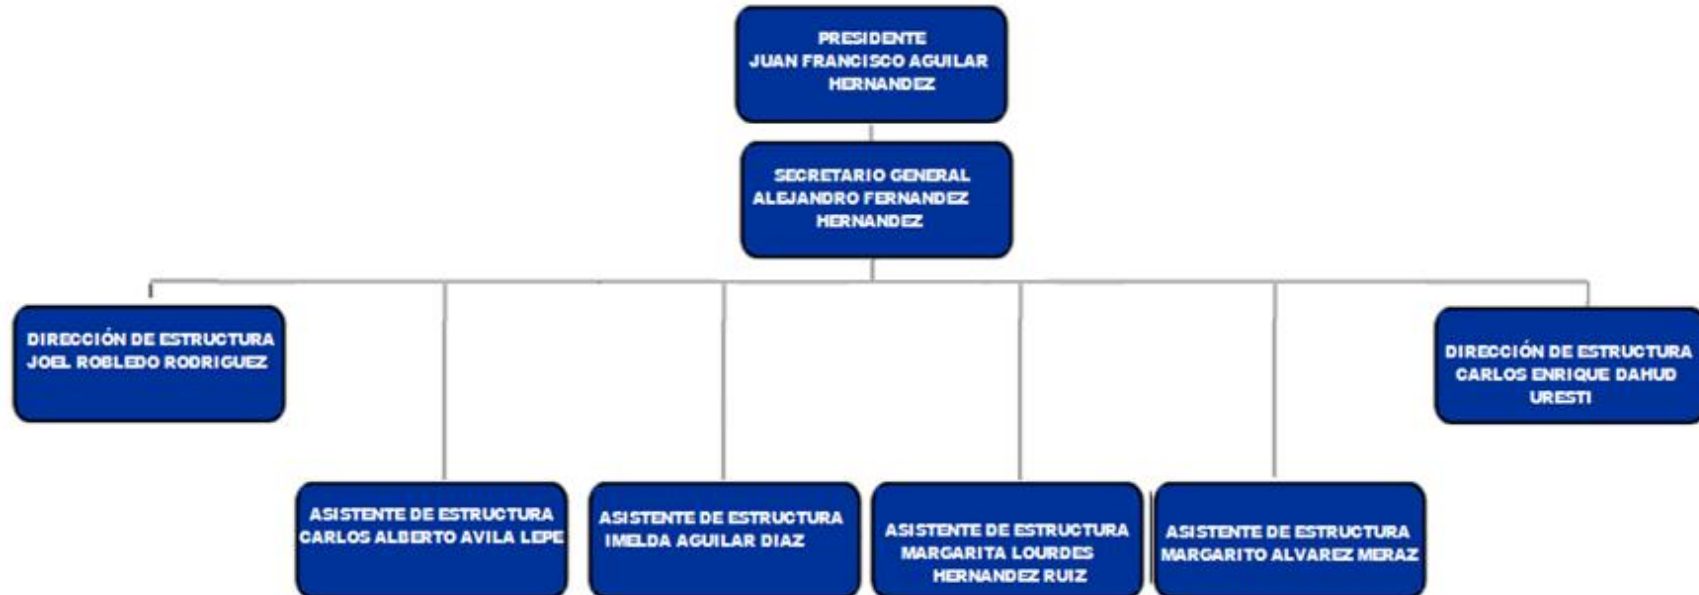 PRESIDENTE
JUAN FRANCISCO AGUILAR
HERNANDEZ
SECRETARIO GENERAL
ALEJANDRO FERNANDEZ
HERNANDEZ
DIRECCIÓN DE ESTRUCTURA
JOEL ROBLEDO RODRIGUEZ
DIRECCIÓN DE ESTRUCTURA
CARLOS ENRIQUE DAHUD
URESTI
ASISTENTE DE ESTRUCTURA
CARLOS ALBERTO AVILA LEPE
ASISTENTE DE ESTRUCTURA
IMELDA AGUILAR DIAZ
ASISTENTE DE ESTRUCTURA
MARGARITA LOURDES
HERNANDEZ RUIZ
ASISTENTE DE ESTRUCTURA
MARGARITO ALVAREZ MERAZ